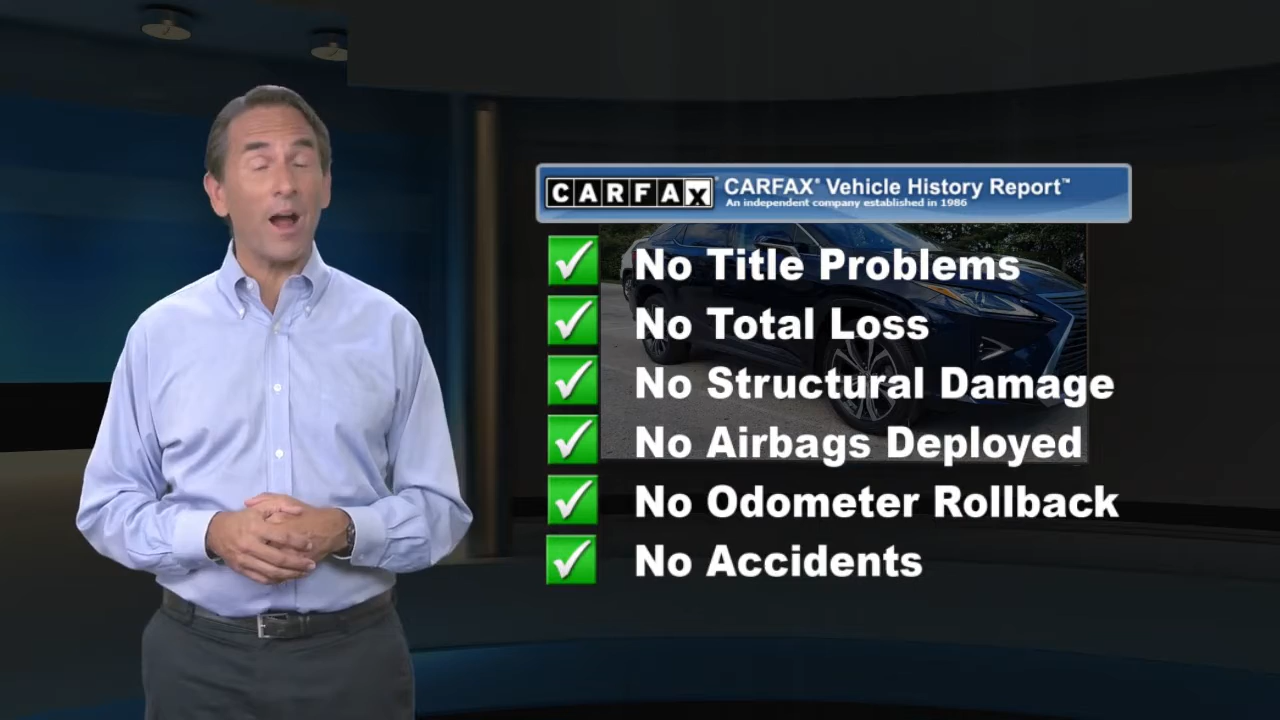 CARFAX® CARFAX® Vehicle History Report™
An independent company established in 1986
No Title Problems
No Total Loss
No Structural Damage
No Airbags Deployed
No Odometer Rollback
No Accidents